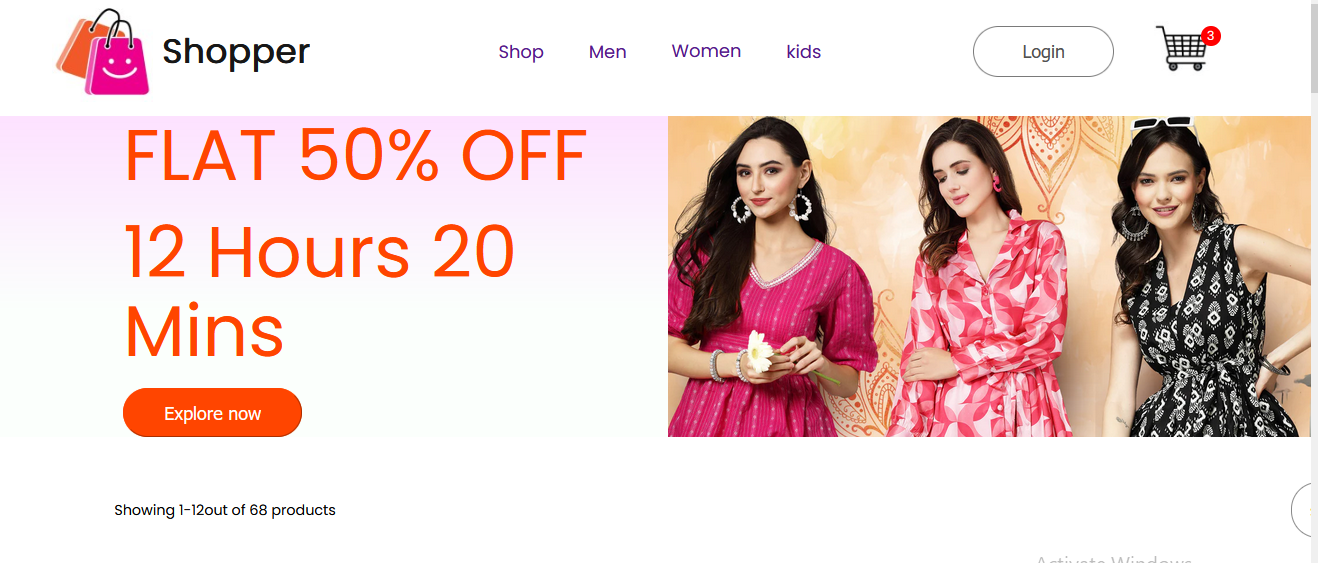 Shopper
Shop Men Women kids
Login
3
FLAT 50% OFF
12 Hours 20
Mins
Explore now
Showing 1-12out of 68 products
Activate Windows